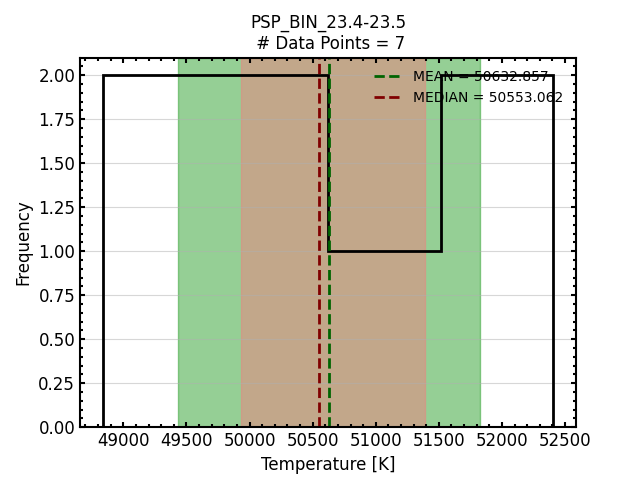 PSP_BIN_23.4-23.5
# Data Points = 7
MEAN = 50632.857
MEDIAN = 50553.062
2.00
1.75
1.50
1.25
1.00
0.75
0.50
0.25
0.00
Frequency
49000 49500 50000 50500 51000 51500 52000 52500
Temperature [K]